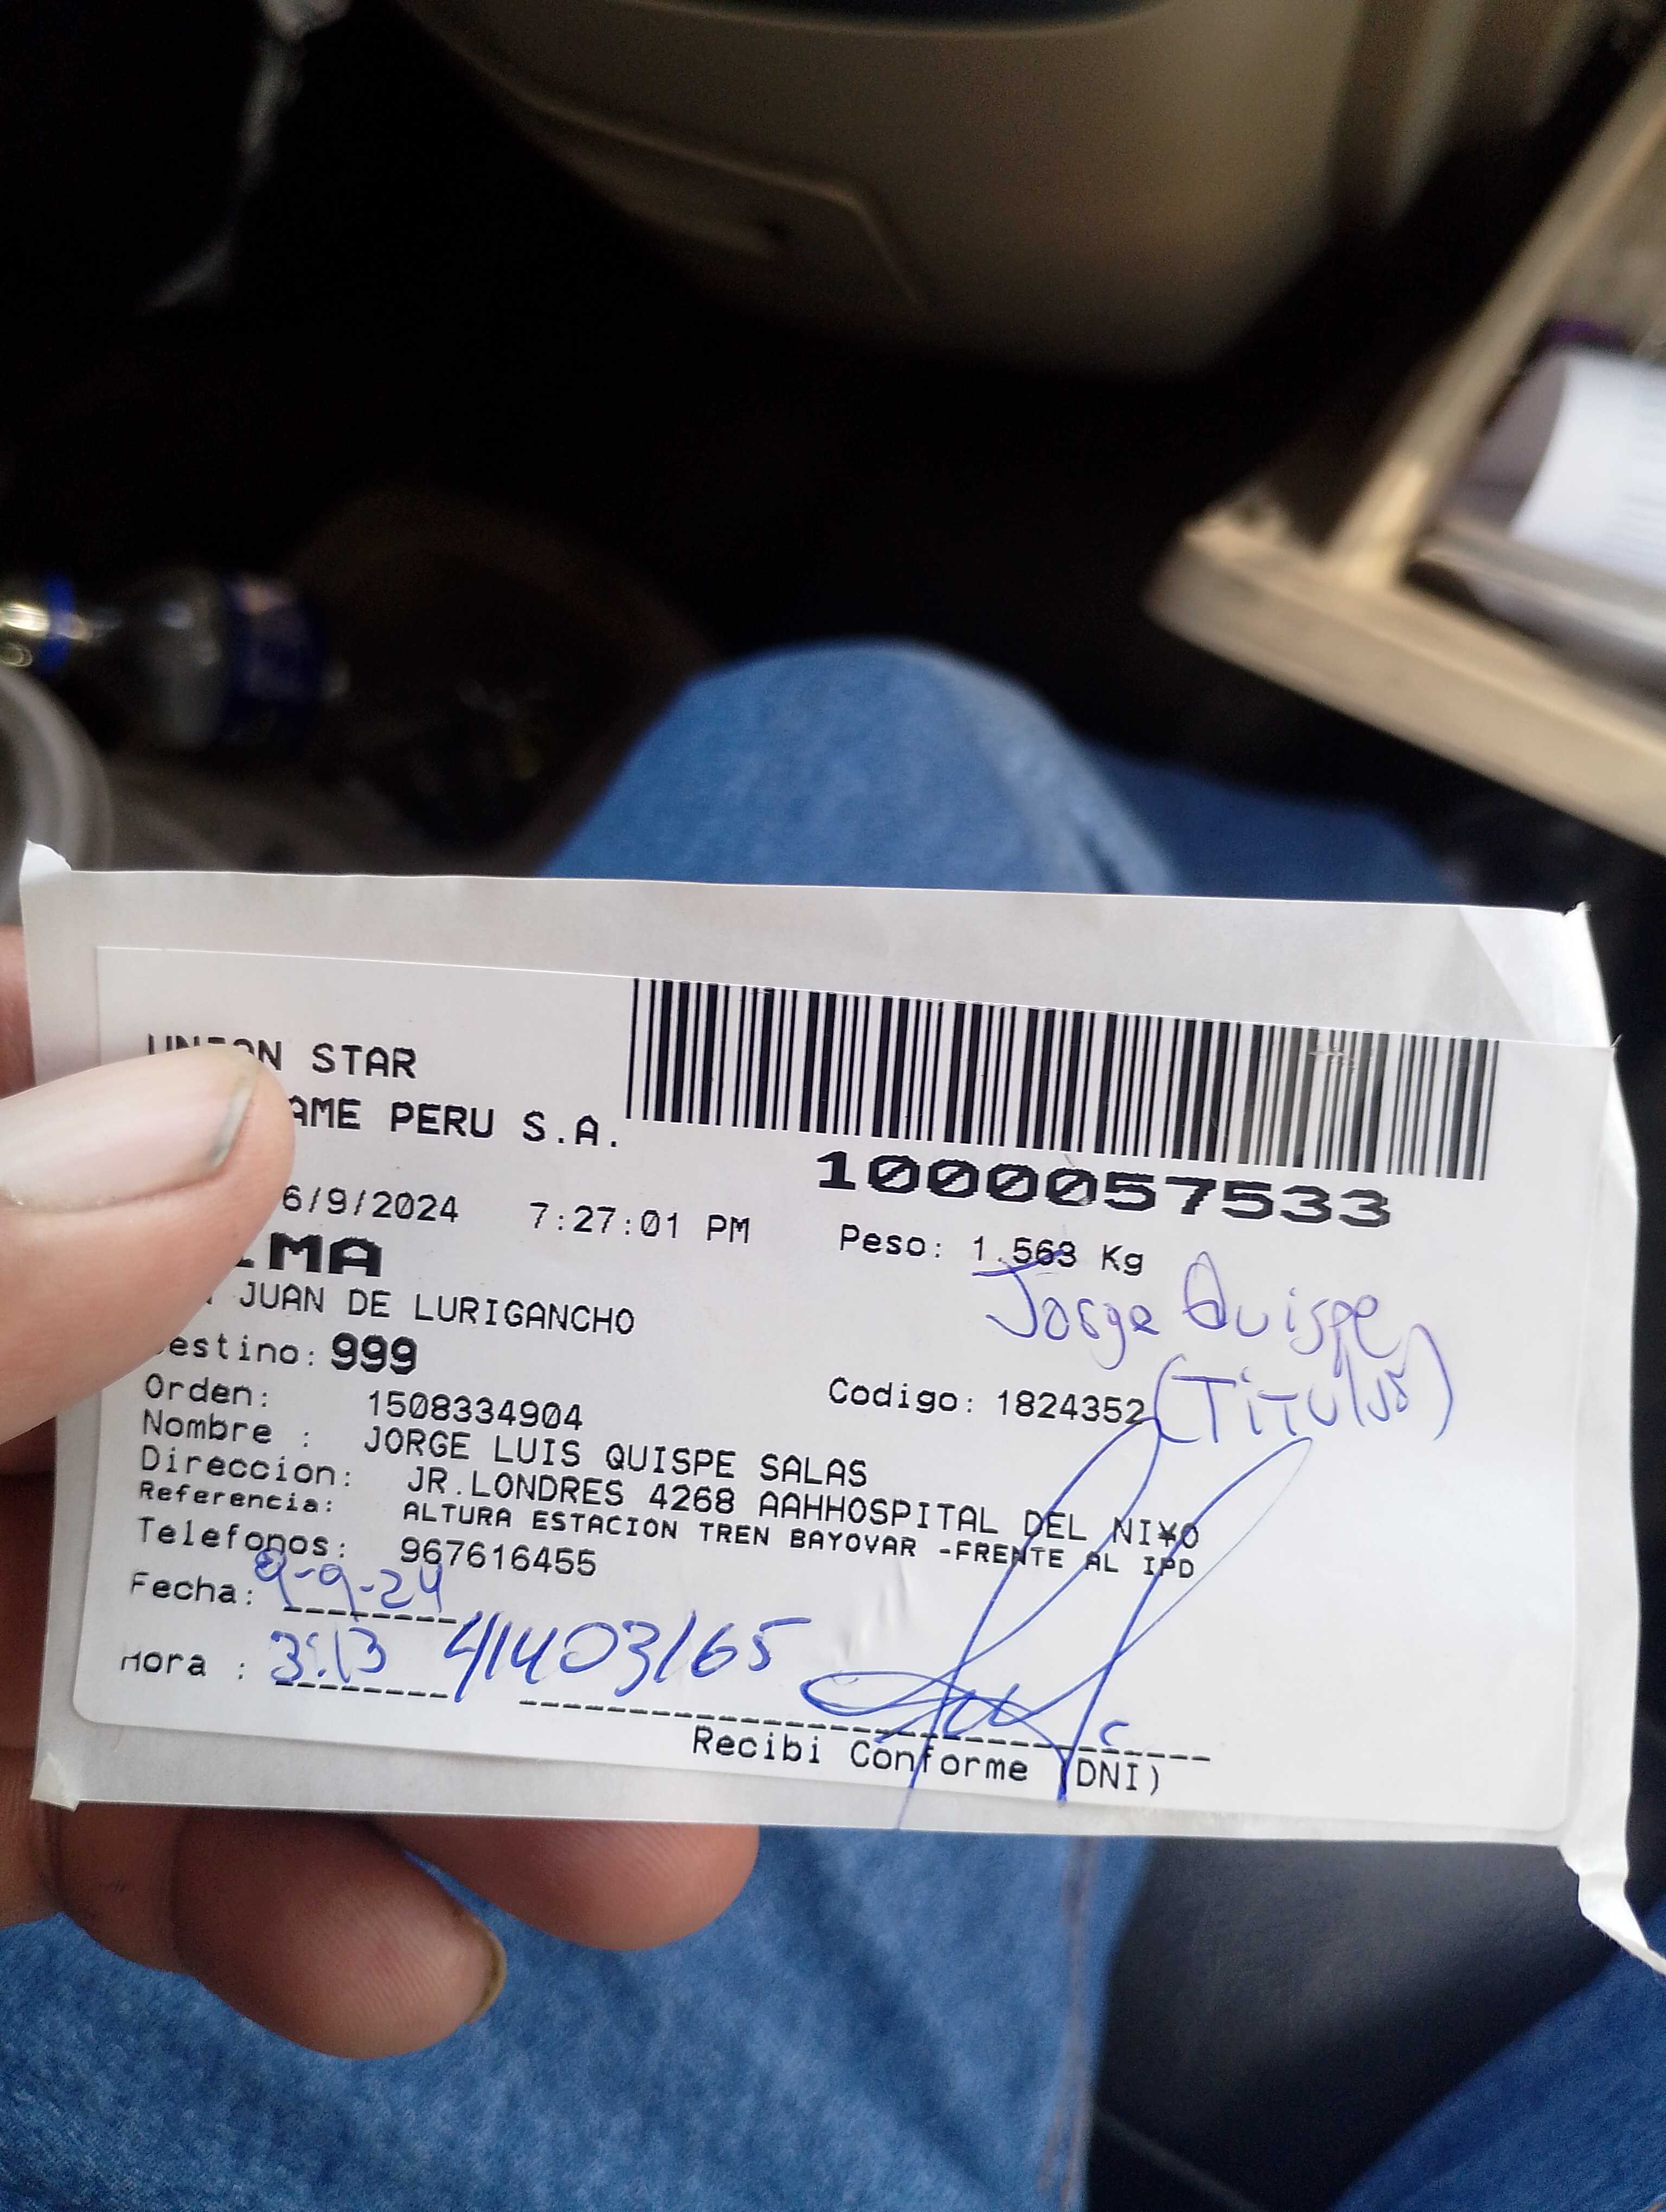 UNION STAR
AME PERU S.A.
1000057533
6/9/2024 7:27:01 PM Peso: 1.563 Kg
IMA
JUAN DE LURIGANCHO
Jorge Quispe
estino: 999
(Titular)
Orden: 1508334904 Codigo: 1824352
Nombre : JORGE LUIS QUISPE SALAS
Direccion: JR.LONDRES 4268 AAHHOSPITAL DEL NI¥O
Referencia: ALTURA ESTACION TREN BAYOVAR -FRENTE AL IPD
Telefonos: 967616455
Fecha: 9-9-24
Hora : 3:13 41403165
Recibi Conforme (DNI)